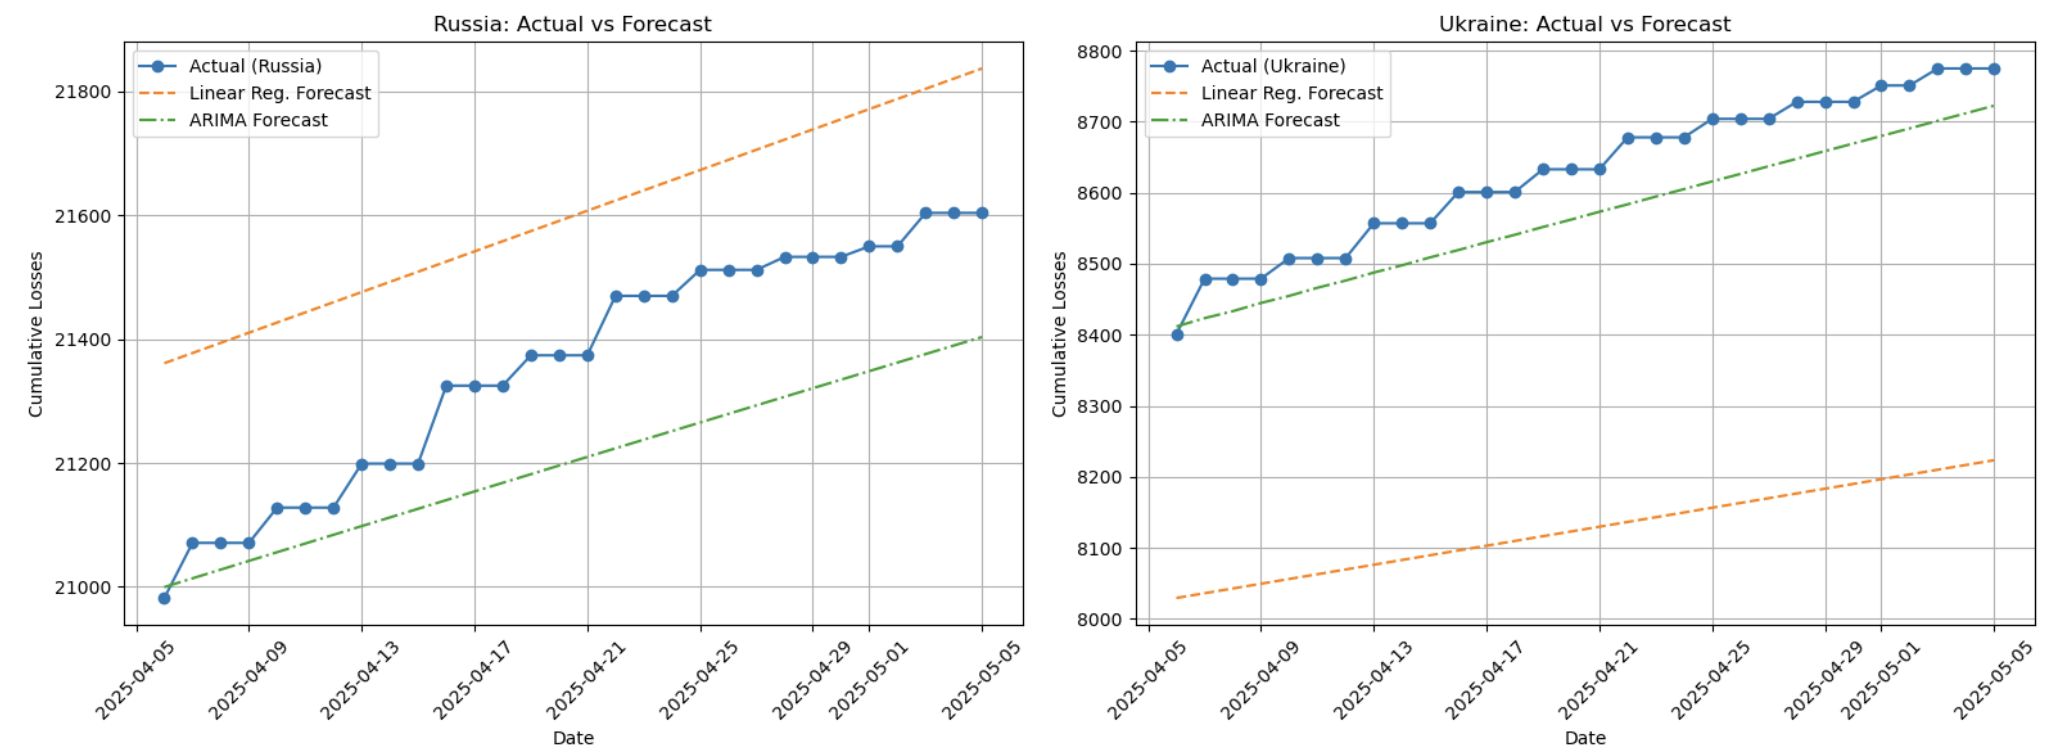 Russia: Actual vs Forecast
Actual (Russia)
Linear Reg. Forecast
ARIMA Forecast
Cumulative Losses
21800
21600
21400
21200
21000
2025-04-05
2025-04-09
2025-04-13
2025-04-17
2025-04-21
2025-04-25
2025-04-29
2025-05-01
2025-05-05
Date
Ukraine: Actual vs Forecast
Actual (Ukraine)
Linear Reg. Forecast
ARIMA Forecast
Cumulative Losses
8800
8700
8600
8500
8400
8300
8200
8100
8000
2025-04-05
2025-04-09
2025-04-13
2025-04-17
2025-04-21
2025-04-25
2025-04-29
2025-05-01
2025-05-05
Date